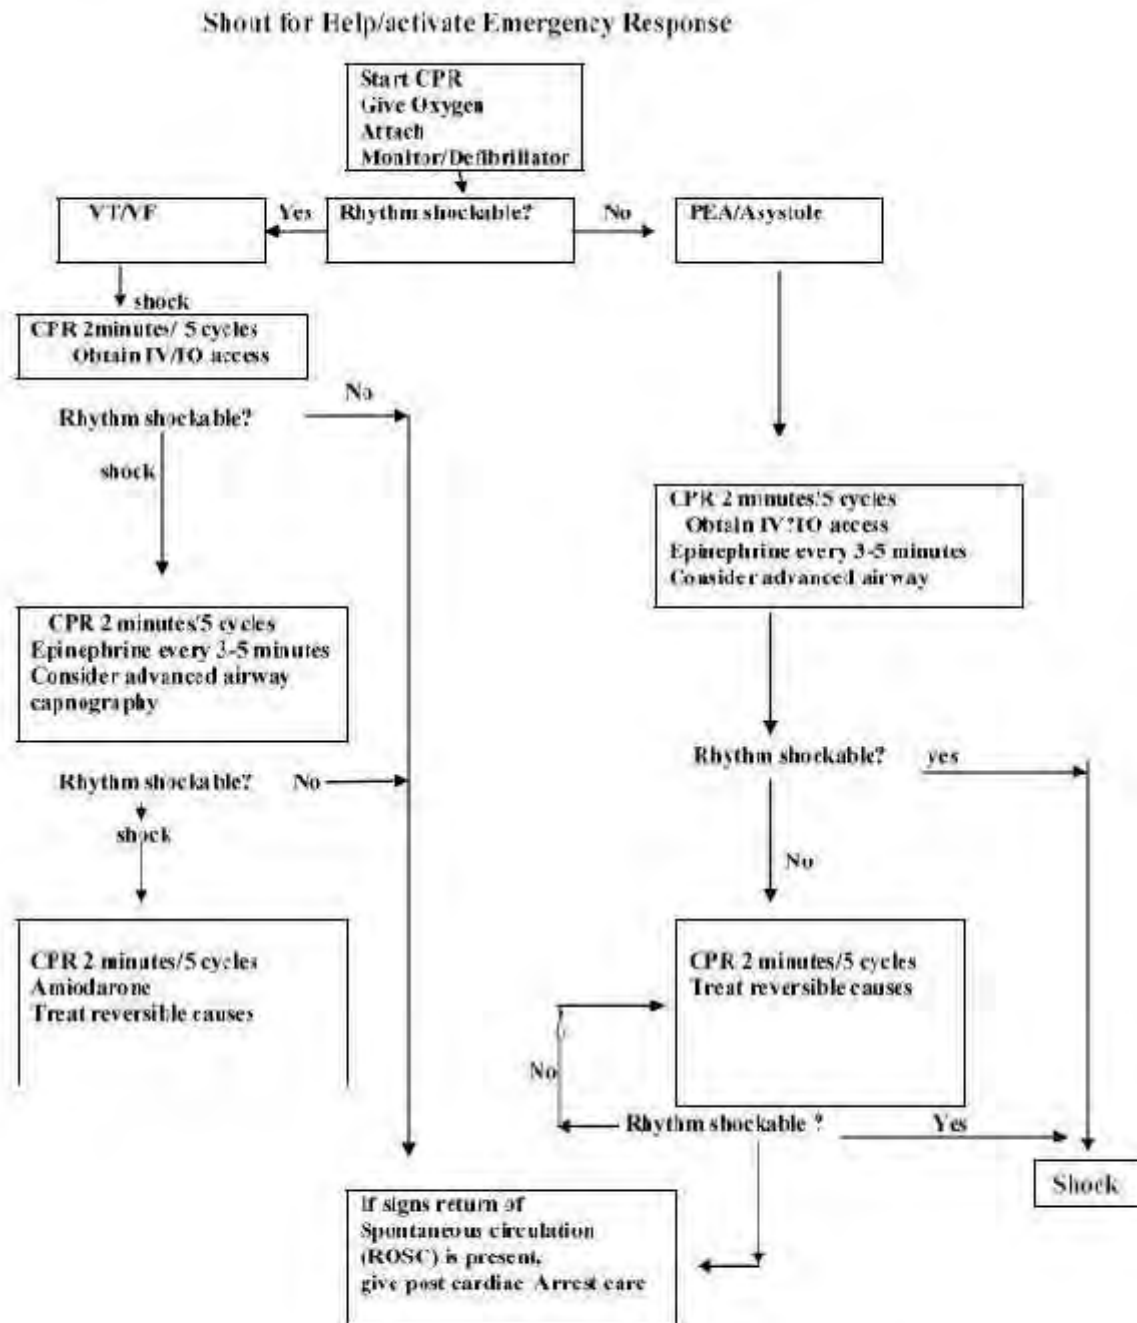 Shout for Help/activate Emergency Response
Start CPR
Give Oxygen
Attach
Monitor/Defibrillator
VT/VF
Yes
Rhythm shockable?
No
PEA/Asystole
shock
CPR 2minutes/ 5 cycles
Obtain IV/IO access
No
Rhythm shockable?
shock
CPR 2 minutes/5 cycles
Obtain IV?IO access
Epinephrine every 3-5 minutes
Consider advanced airway
CPR 2 minutes/5 cycles
Epinephrine every 3-5 minutes
Consider advanced airway
capnography
Rhythm shockable?
yes
Rhythm shockable?
No
shock
No
CPR 2 minutes/5 cycles
Amiodarone
Treat reversible causes
CPR 2 minutes/5 cycles
Treat reversible causes
No
Rhythm shockable ?
Yes
Shock
If signs return of
Spontaneous circulation
(ROSC) is present,
give post cardiac Arrest care